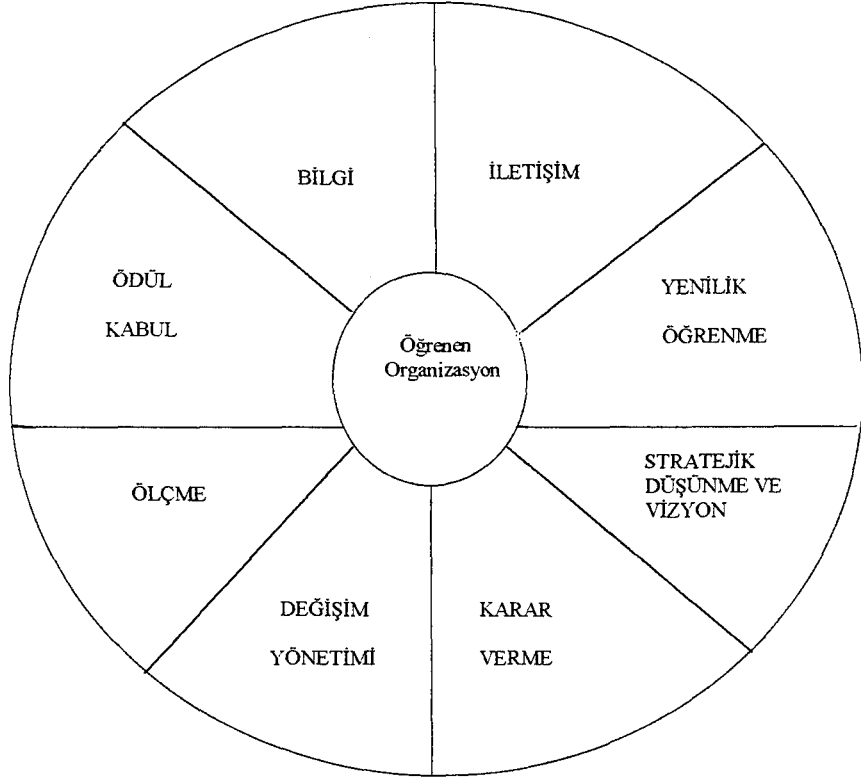 BİLGİ
İLETİŞİM
ÖDÜL
KABUL
YENİLİK
ÖĞRENME
Öğrenen
Organizasyon
ÖLÇME
STRATEJİK
DÜŞÜNME VE
VİZYON
DEĞİŞİM
YÖNETİMİ
KARAR
VERME